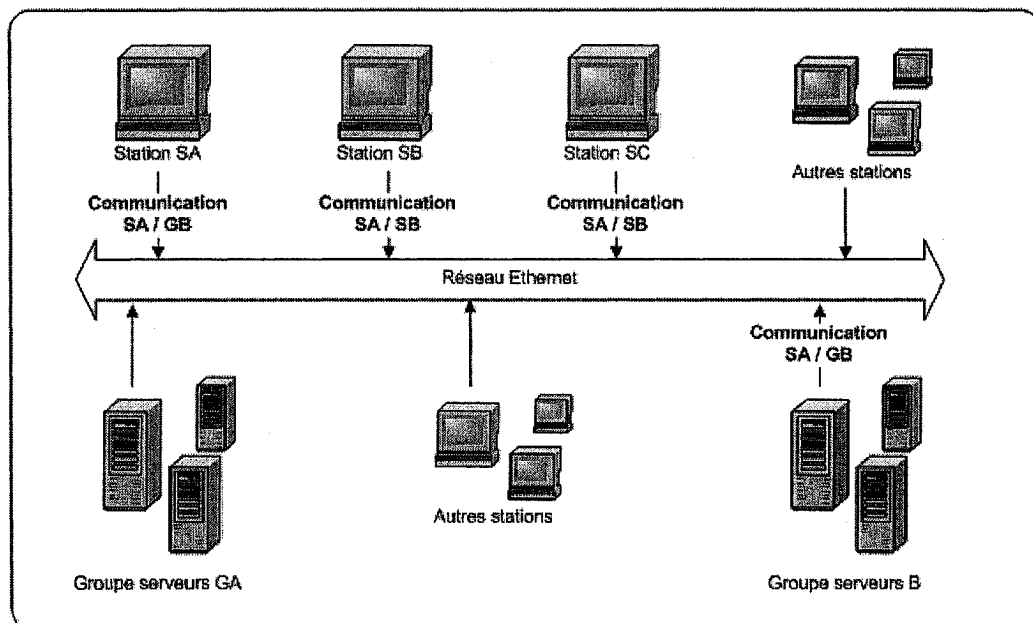 Station SA
Station SB
Station SC
Autres stations
Communication
SA / GB
Communication
SA / SB
Communication
SA / SB
Réseau Ethernet
Communication
SA / GB
Autres stations
Groupe serveurs GA
Groupe serveurs B